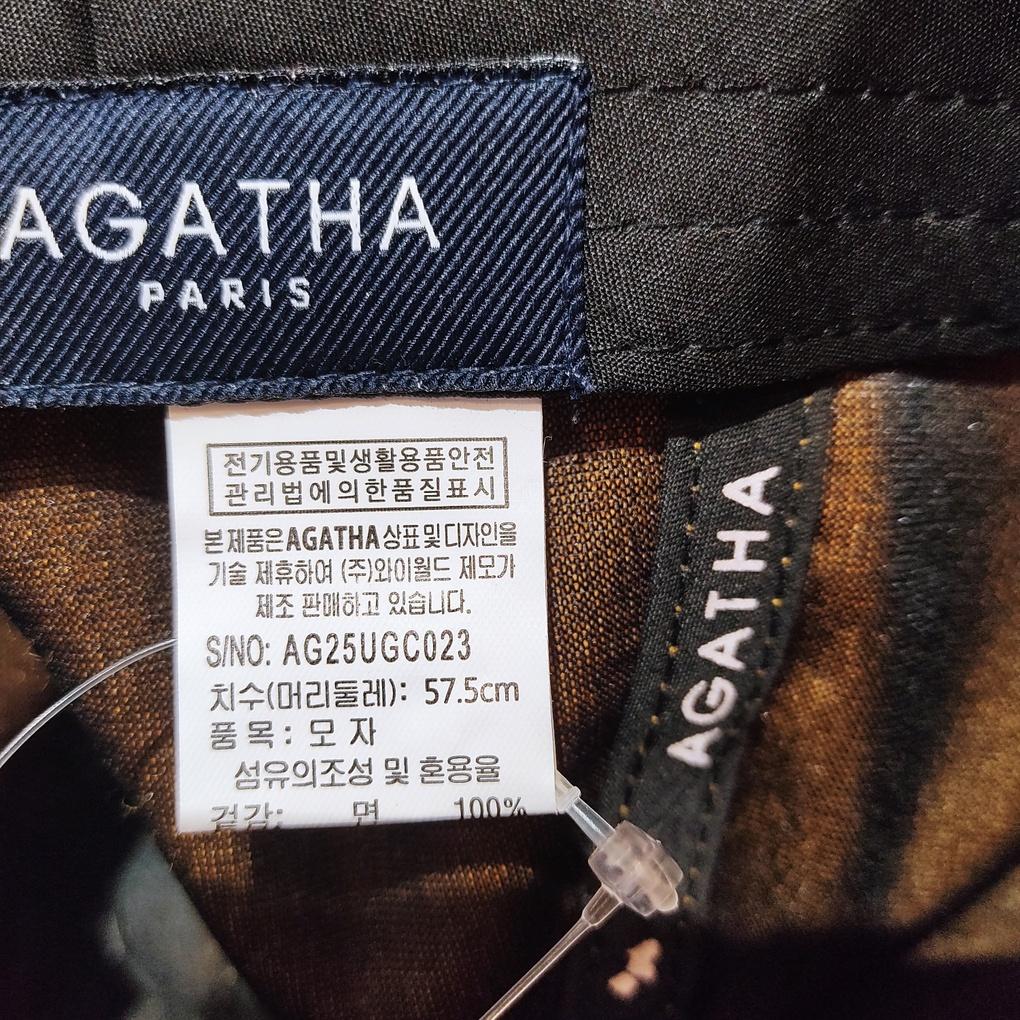 AGATHA
PARIS
전기용품및생활용품안전
관리법에의한품질표시
본제품은AGATHA상표및디자인을
기술 제휴하여 (주)와이월드 제모가
제조 판매하고 있습니다.
S/NO: AG25UGC023
치수(머리둘레): 57.5cm
품 목 : 모 자
섬유의조성 및 혼용율
겉감: 면 100%
AGATHA